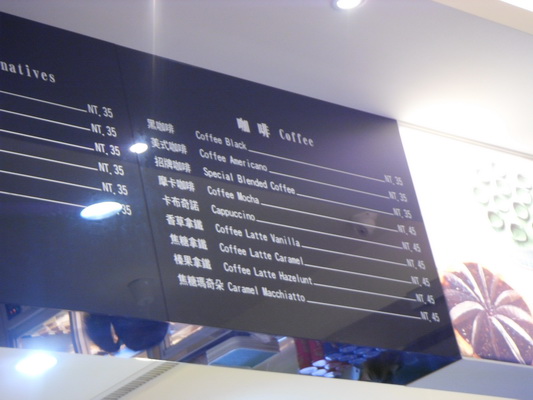 natives
NT.35
NT.35
NT.35
NT.35
NT.35
咖啡 Coffee
黑咖啡 Coffee Black NT.35
美式咖啡 Coffee Americano NT.35
招牌咖啡 Special Blended Coffee NT.35
摩卡咖啡 Coffee Mocha NT.45
卡布奇諾 Cappuccino NT.45
香草拿鐵 Coffee Latte Vanilla NT.45
焦糖拿鐵 Coffee Latte Caramel NT.45
榛果拿鐵 Coffee Latte Hazelunt NT.45
焦糖瑪奇朵 Caramel Macchiatto NT.45